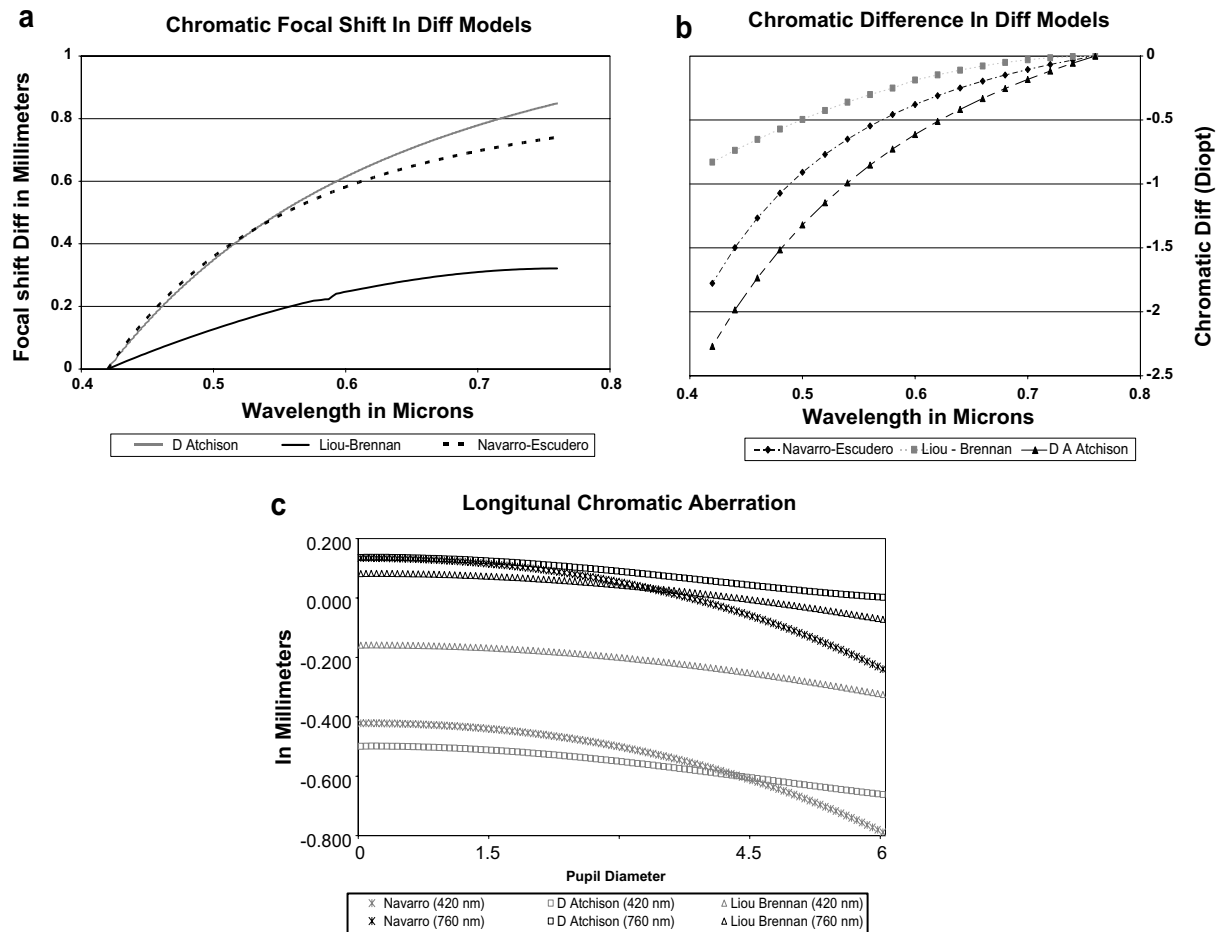 a
Chromatic Focal Shift In Diff Models
Focal shift Diff in Millimeters
1
0.8
0.6
0.4
0.2
0
0.4
0.5
0.6
0.7
0.8
Wavelength in Microns
D Atchison
Liou-Brennan
Navarro-Escudero
b
Chromatic Difference In Diff Models
0
-0.5
-1
-1.5
-2
-2.5
Chromatic Diff (Diopt)
0.4
0.5
0.6
0.7
0.8
Wavelength in Microns
Navarro-Escudero
Liou - Brennan
D A Atchison
c
Longitunal Chromatic Aberration
In Millimeters
0.200
0.000
-0.200
-0.400
-0.600
-0.800
0
1.5
4.5
6
Pupil Diameter
Navarro (420 nm)
D Atchison (420 nm)
Liou Brennan (420 nm)
Navarro (760 nm)
D Atchison (760 nm)
Liou Brennan (760 nm)